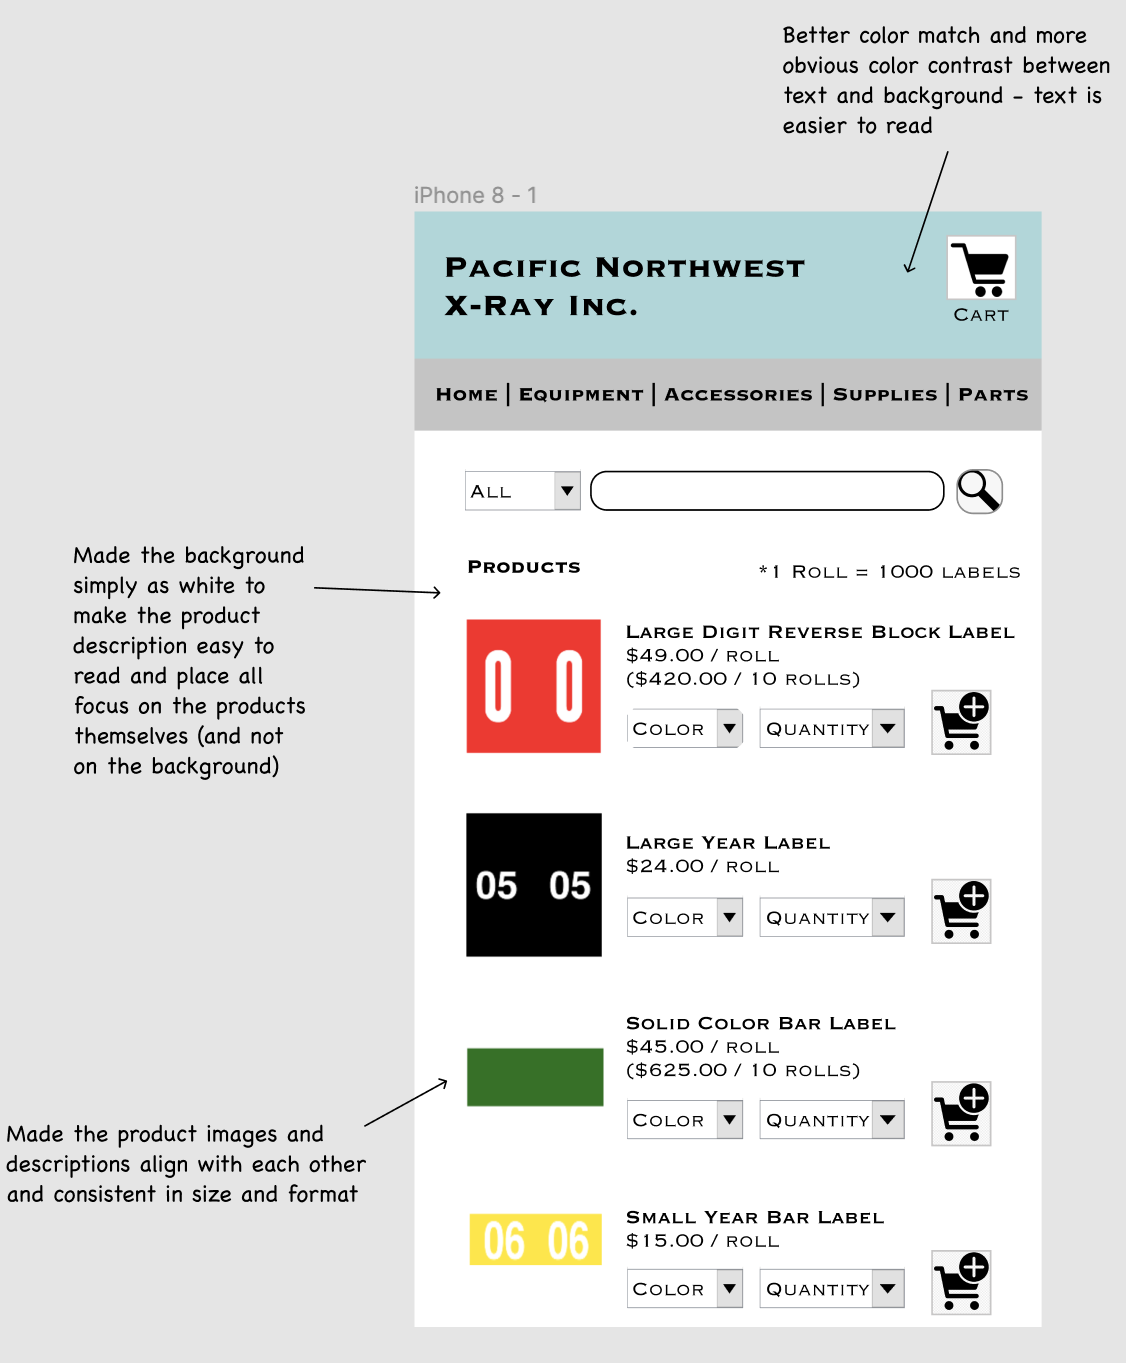 Better color match and more
obvious color contrast between
text and background - text is
easier to read
iPhone 8 - 1
Pacific Northwest
X-Ray Inc.
Cart
Home | Equipment | Accessories | Supplies | Parts
All
Products
*1 Roll = 1000 labels
Made the background
simply as white to
make the product
description easy to
read and place all
focus on the products
themselves (and not
on the background)
0 0
Large Digit Reverse Block Label
$49.00 / roll
($420.00 / 10 rolls)
Color
Quantity
05 05
Large Year Label
$24.00 / roll
Color
Quantity
Solid Color Bar Label
$45.00 / roll
($625.00 / 10 rolls)
Color
Quantity
Made the product images and
descriptions align with each other
and consistent in size and format
06 06
Small Year Bar Label
$15.00 / roll
Color
Quantity